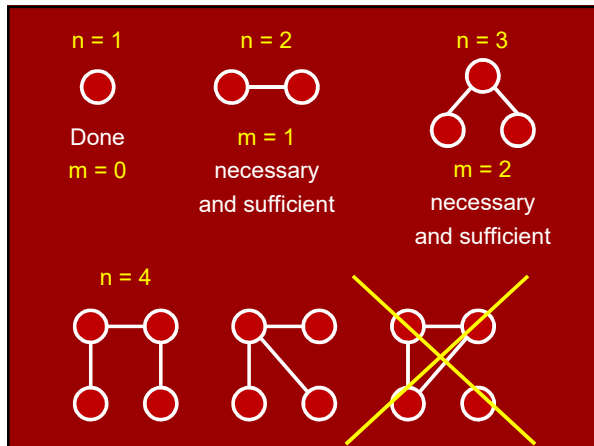 n = 1
n = 2
n = 3
Done
m = 0
m = 1
necessary
and sufficient
m = 2
necessary
and sufficient
n = 4